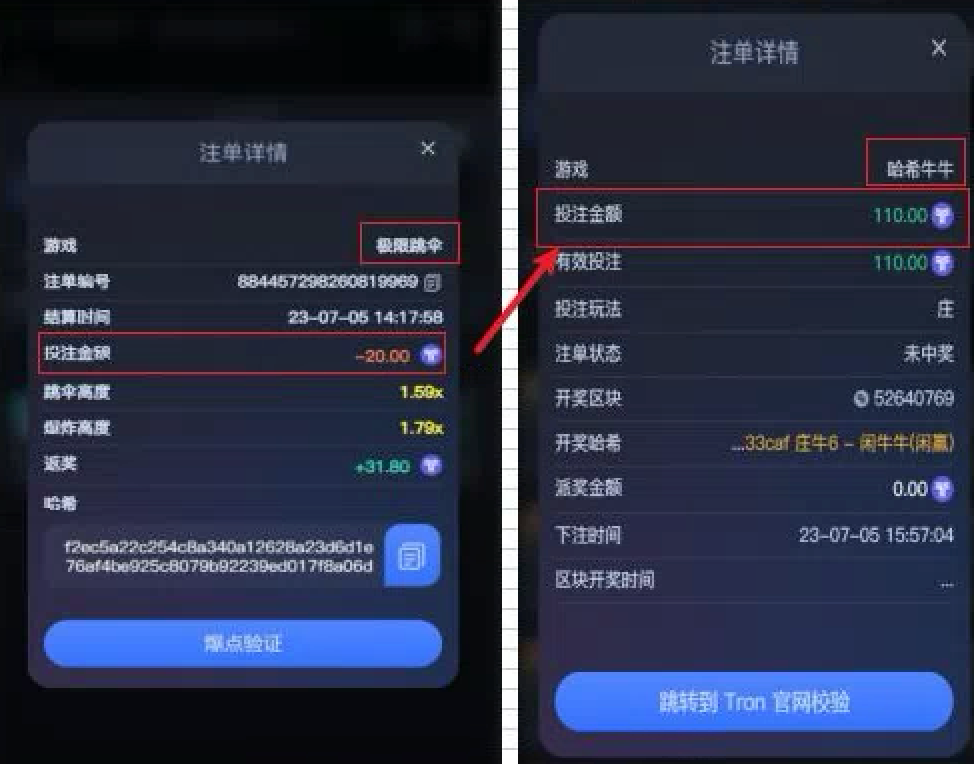 注单详情
游戏 极限跳伞
注单编号 884457298260819969
结算时间 23-07-05 14:17:58
投注金额 -20.00
跳伞高度 1.59x
爆炸高度 1.79x
返奖 +31.80
哈希
f2ec5a22c254c8a340a12628a23d6d1e
76af4be925c8079b92239ed017f8a06d
爆点验证
注单详情
游戏 哈希牛牛
投注金额 110.00
有效投注 110.00
投注玩法 庄
注单状态 未中奖
开奖区块 52640769
开奖哈希 ...33caf 庄牛6 - 闲牛牛(闲赢)
派奖金额 0.00
下注时间 23-07-05 15:57:04
区块开奖时间 ...
跳转到 Tron 官网校验